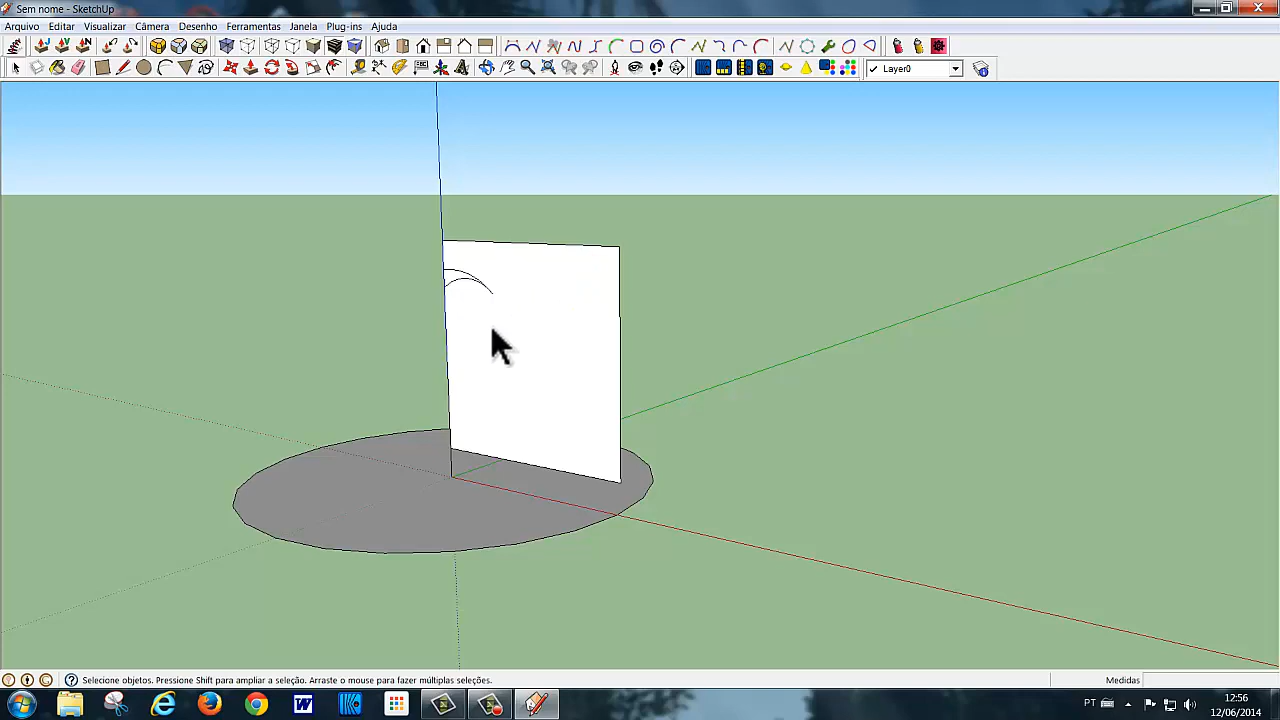 Sem nome - SketchUp
Arquivo Editar Visualizar Câmera Desenho Ferramentas Janela Plug-ins Ajuda
Layer0
Selecione objetos. Pressione Shift para ampliar a seleção. Arraste o mouse para fazer múltiplas seleções.
Medidas
PT
12:56
12/06/2014